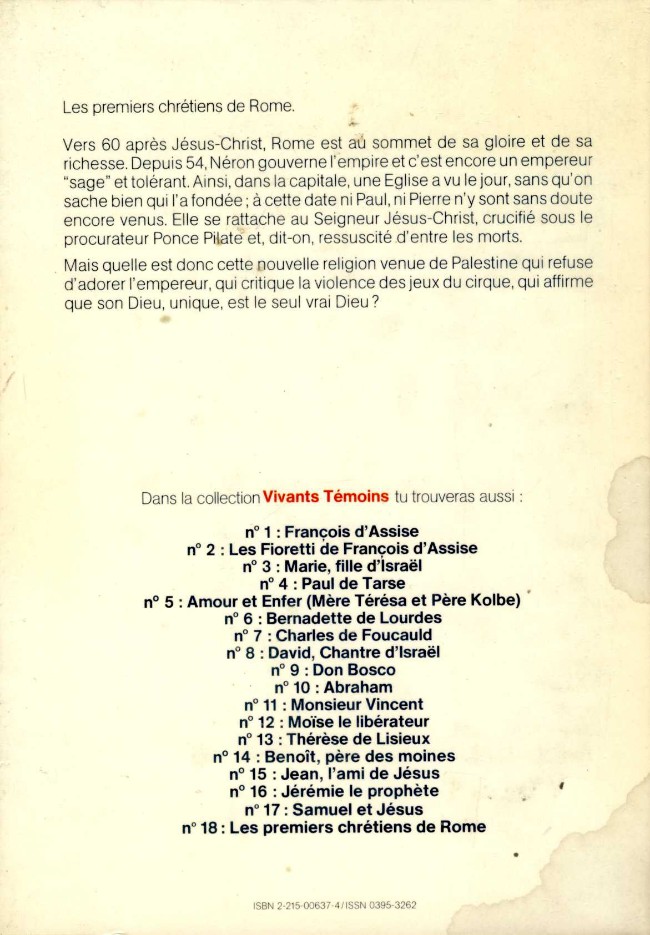 Les premiers chrétiens de Rome.
Vers 60 après Jésus-Christ, Rome est au sommet de sa gloire et de sa
richesse. Depuis 54, Néron gouverne l'empire et c'est encore un empereur
"sage" et tolérant. Ainsi, dans la capitale, une Eglise a vu le jour, sans qu'on
sache bien qui l'a fondée ; à cette date ni Paul, ni Pierre n'y sont sans doute
encore venus. Elle se rattache au Seigneur Jésus-Christ, crucifié sous le
procurateur Ponce Pilate et, dit-on, ressuscité d'entre les morts.
Mais quelle est donc cette nouvelle religion venue de Palestine qui refuse
d'adorer l'empereur, qui critique la violence des jeux du cirque, qui affirme
que son Dieu, unique, est le seul vrai Dieu ?
Dans la collection Vivants Témoins tu trouveras aussi :
n° 1 : François d'Assise
n° 2 : Les Fioretti de François d'Assise
n° 3 : Marie, fille d'Israël
n° 4 : Paul de Tarse
n° 5 : Amour et Enfer (Mère Térésa et Père Kolbe)
n° 6 : Bernadette de Lourdes
n° 7 : Charles de Foucauld
n° 8 : David, Chantre d'Israël
n° 9 : Don Bosco
n° 10 : Abraham
n° 11 : Monsieur Vincent
n° 12 : Moïse le libérateur
n° 13 : Thérèse de Lisieux
n° 14 : Benoît, père des moines
n° 15 : Jean, l'ami de Jésus
n° 16 : Jérémie le prophète
n° 17 : Samuel et Jésus
n° 18 : Les premiers chrétiens de Rome
ISBN 2-215-00637-4/ISSN 0395-3262